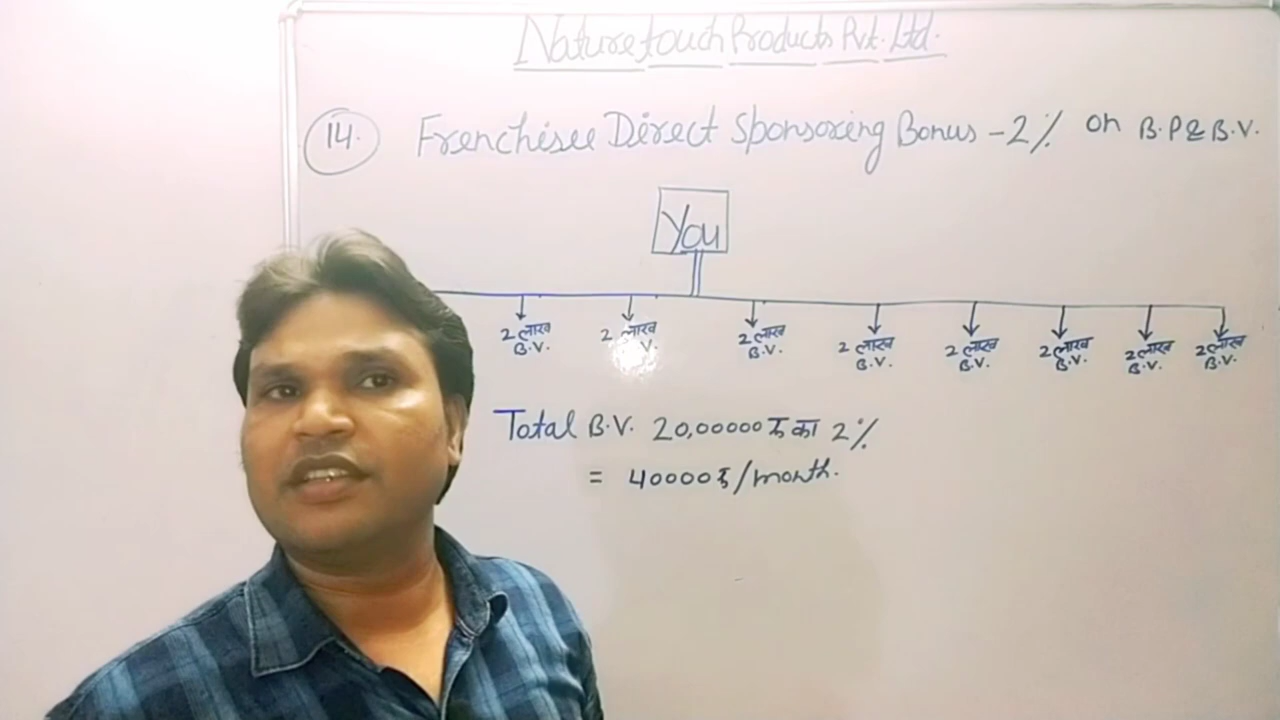 Naturetouch Products Pvt. Ltd.
14. Frenchisee Direct Sponsoring Bonus - 2% on B.P & B.V.
You
2 लाख B.V.
2 लाख V.
2 लाख B.V.
2 लाख B.V.
2 लाख B.V.
2 लाख B.V.
2 लाख B.V.
2 लाख B.V.
Total B.V. 20,00000 ₹ का 2%
= 40000 ₹/month.